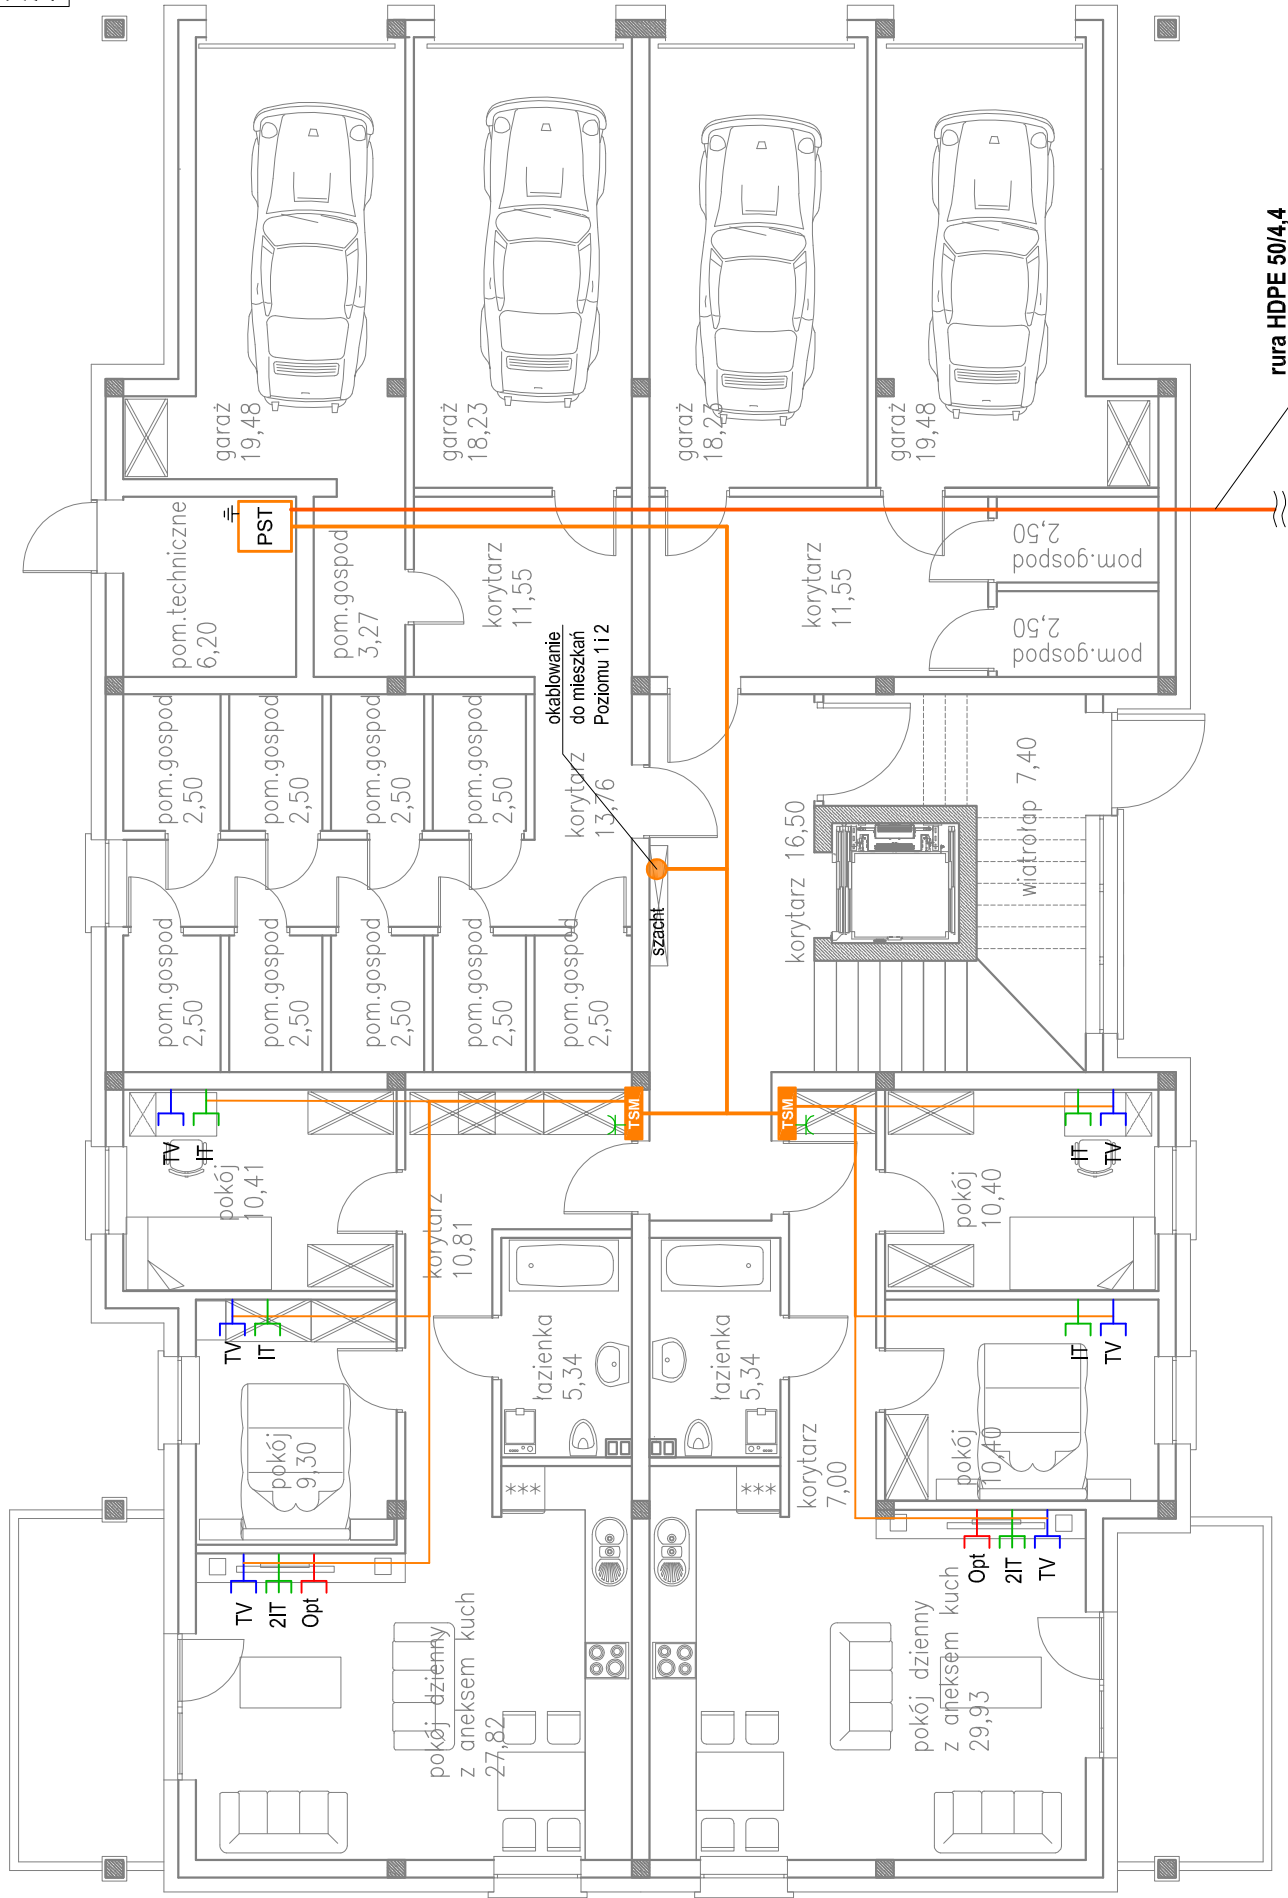 rura HDPE 50/4,4
garaż
19,48
garaż
18,23
garaż
18,23
garaż
19,48
PST
pom.techniczne
6,20
pom.gospod
3,27
korytarz
11,55
korytarz
11,55
pom.gospod
2,50
pom.gospod
2,50
okablowanie
do mieszkań
Poziomu 1 i 2
pom.gospod
2,50
pom.gospod
2,50
pom.gospod
2,50
pom.gospod
2,50
korytarz
13,76
korytarz 16,50
wiatrołap 7,40
szacht
pom.gospod
2,50
pom.gospod
2,50
pom.gospod
2,50
pom.gospod
2,50
pom.gospod
2,50
TSM
TSM
TV
IT
pokój
10,41
korytarz
10,81
pokój
10,40
IT
TV
TV
IT
pokój
9,30
łazienka
5,34
łazienka
5,34
korytarz
7,00
pokój
10,40
IT
TV
***
***
TV
2IT
Opt
Opt
2IT
TV
pokój dzienny
z aneksem kuch
27,82
pokój dzienny
z aneksem kuch
29,93